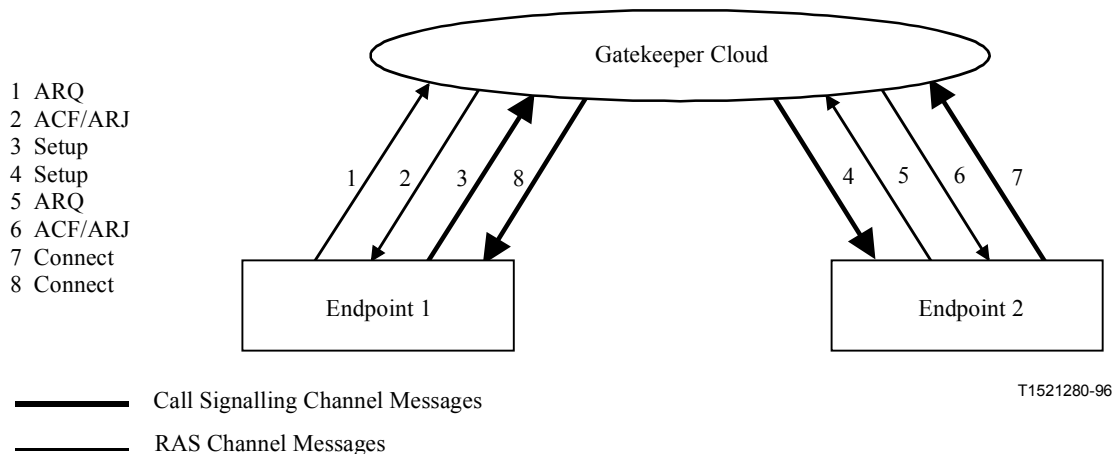 Gatekeeper Cloud
1 ARQ
2 ACF/ARJ
3 Setup
4 Setup
5 ARQ
6 ACF/ARJ
7 Connect
8 Connect
1 2 3 8 4 5 6 7
Endpoint 1 Endpoint 2
T1521280-96
Call Signalling Channel Messages
RAS Channel Messages